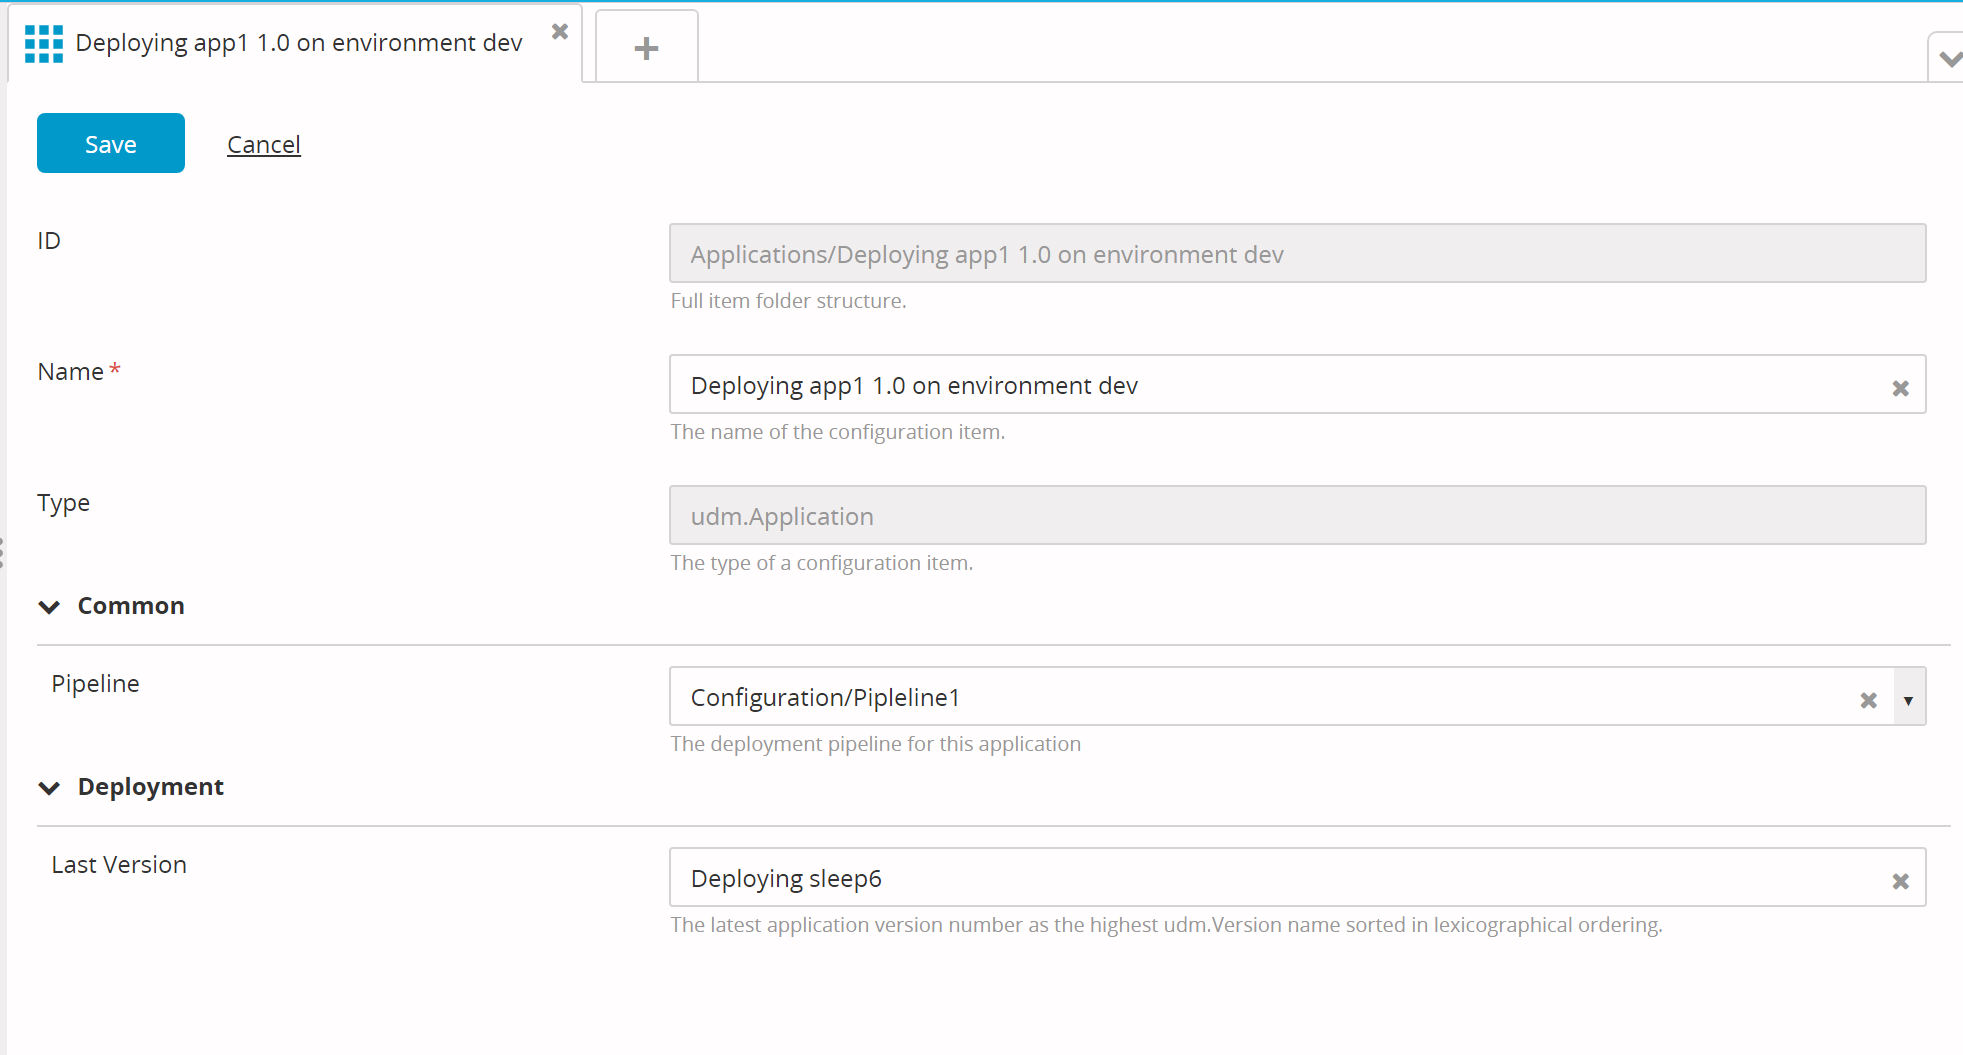 Deploying app1 1.0 on environment dev
Save
Cancel
ID
Applications/Deploying app1 1.0 on environment dev
Full item folder structure.
Name *
Deploying app1 1.0 on environment dev
The name of the configuration item.
Type
udm.Application
The type of a configuration item.
Common
Pipeline
Configuration/Pipleline1
The deployment pipeline for this application
Deployment
Last Version
Deploying sleep6
The latest application version number as the highest udm.Version name sorted in lexicographical ordering.